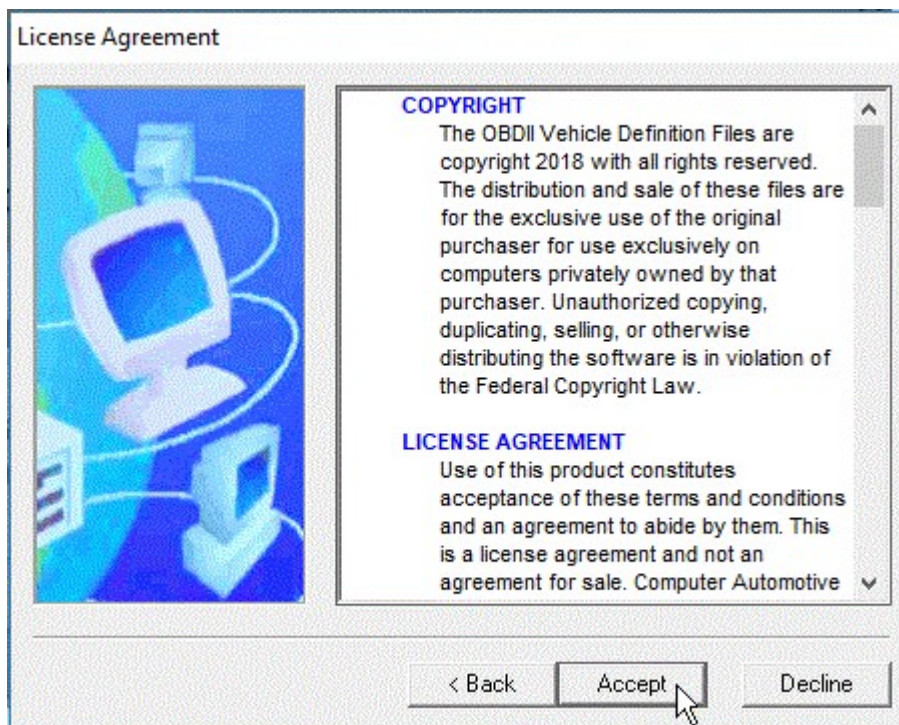 License Agreement
COPYRIGHT
The OBDII Vehicle Definition Files are
copyright 2018 with all rights reserved.
The distribution and sale of these files are
for the exclusive use of the original
purchaser for use exclusively on
computers privately owned by that
purchaser. Unauthorized copying,
duplicating, selling, or otherwise
distributing the software is in violation of
the Federal Copyright Law.
LICENSE AGREEMENT
Use of this product constitutes
acceptance of these terms and conditions
and an agreement to abide by them. This
is a license agreement and not an
agreement for sale. Computer Automotive
< Back
Accept
Decline